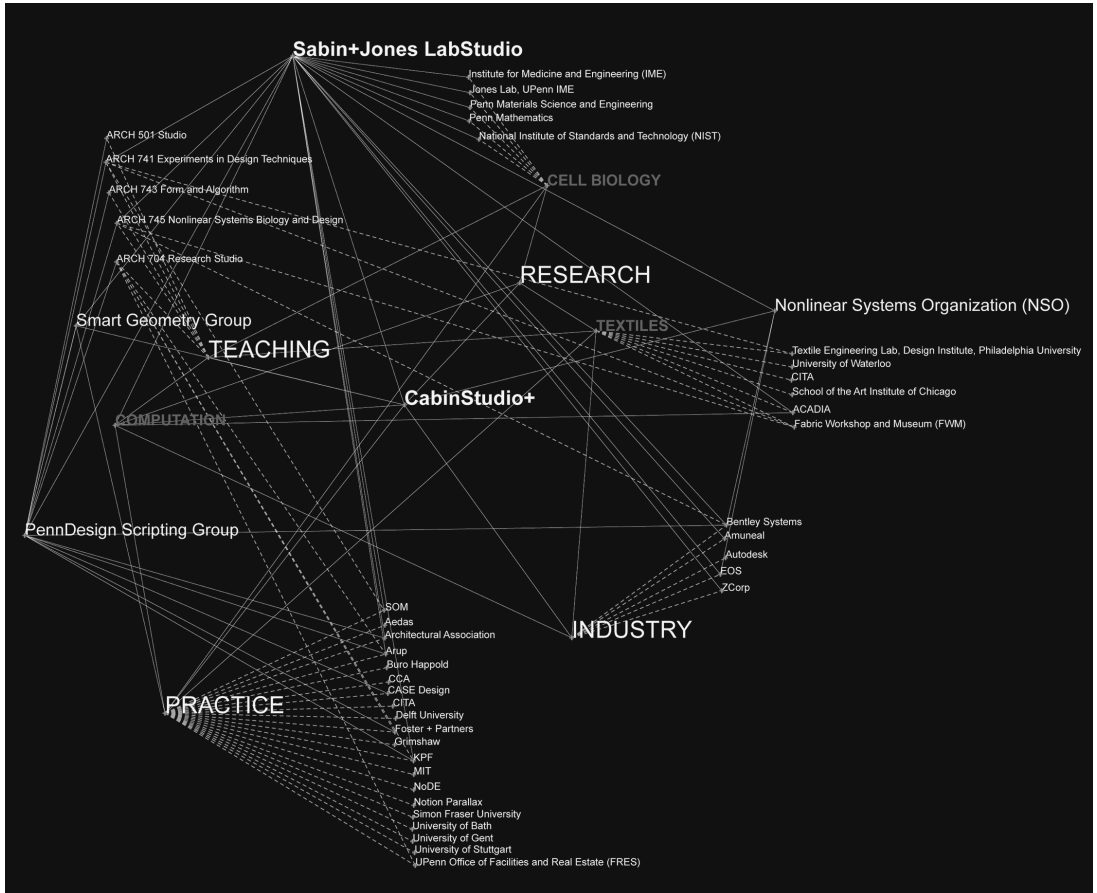 Sabin+Jones LabStudio
Institute for Medicine and Engineering (IME)
Jones Lab, UPenn IME
Penn Materials Science and Engineering
Penn Mathematics
National Institute of Standards and Technology (NIST)
ARCH 501 Studio
ARCH 741 Experiments in Design Techniques
CELL BIOLOGY
ARCH 743 Form and Algorithm
ARCH 745 Nonlinear Systems Biology and Design
ARCH 704 Research Studio
RESEARCH
Nonlinear Systems Organization (NSO)
Smart Geometry Group
TEXTILES
TEACHING
Textile Engineering Lab, Design Institute, Philadelphia University
University of Waterloo
CITA
School of the Art Institute of Chicago
CabinStudio+
ACADIA
COMPUTATION
Fabric Workshop and Museum (FWM)
PennDesign Scripting Group
Bentley Systems
Amuneal
Autodesk
EOS
ZCorp
SOM
Aedas
INDUSTRY
Architectural Association
Arup
Buro Happold
CCA
CASE Design
PRACTICE
CITA
Delft University
Foster + Partners
Grimshaw
KPF
MIT
NoDE
Notion Parallax
Simon Fraser University
University of Bath
University of Gent
University of Stuttgart
UPenn Office of Facilities and Real Estate (FRES)